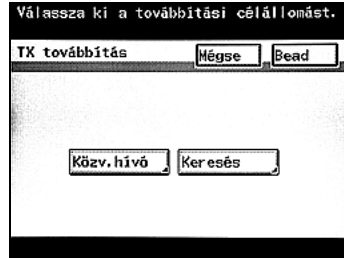 Válassza ki a továbbítási célállomást.
TX továbbítás Mégse Bead
Közv.hívó Keresés